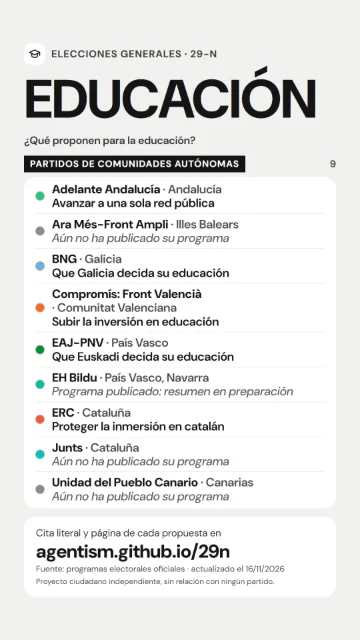 ELECCIONES GENERALES · 29-N
EDUCACIÓN
¿Qué proponen para la educación?
PARTIDOS DE COMUNIDADES AUTÓNOMAS 9
Adelante Andalucía · Andalucía
Avanzar a una sola red pública
Ara Més-Front Ampli · Illes Balears
Aún no ha publicado su programa
BNG · Galicia
Que Galicia decida su educación
Compromís: Front Valencià
· Comunitat Valenciana
Subir la inversión en educación
EAJ-PNV · País Vasco
Que Euskadi decida su educación
EH Bildu · País Vasco, Navarra
Programa publicado: resumen en preparación
ERC · Cataluña
Proteger la inmersión en catalán
Junts · Cataluña
Aún no ha publicado su programa
Unidad del Pueblo Canario · Canarias
Aún no ha publicado su programa
Cita literal y página de cada propuesta en
agentism.github.io/29n
Fuente: programas electorales oficiales · actualizado el 16/11/2026
Proyecto ciudadano independiente, sin relación con ningún partido.